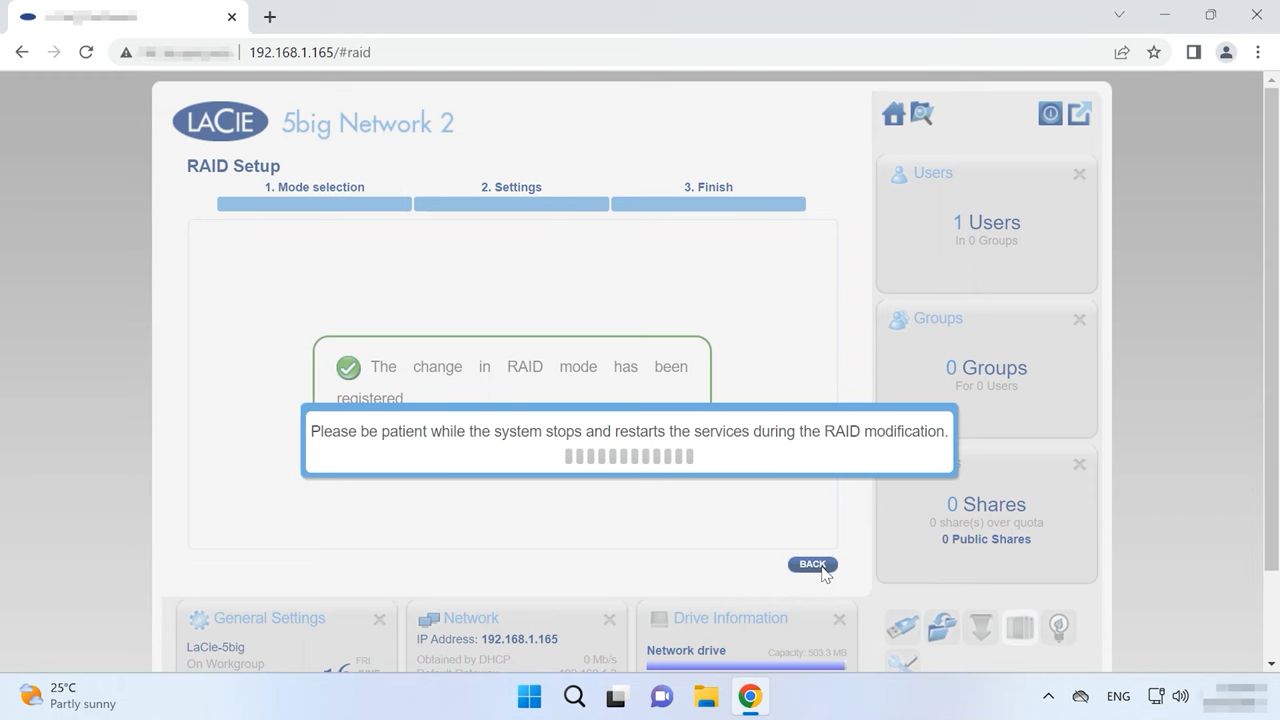 192.168.1.165/#raid
LACIE
5big Network 2
RAID Setup
1. Mode selection
2. Settings
3. Finish
The change in RAID mode has been
registered
Please be patient while the system stops and restarts the services during the RAID modification.
BACK
Users
1 Users
In 0 Groups
Groups
0 Groups
For 0 Users
0 Shares
0 share(s) over quota
0 Public Shares
General Settings
LaCie-5big
On Workgroup
FRI
Network
IP Address: 192.168.1.165
Obtained by DHCP
0 Mb/s
Drive Information
Network drive
Capacity: 503.3 MB
25°C
Partly sunny
ENG